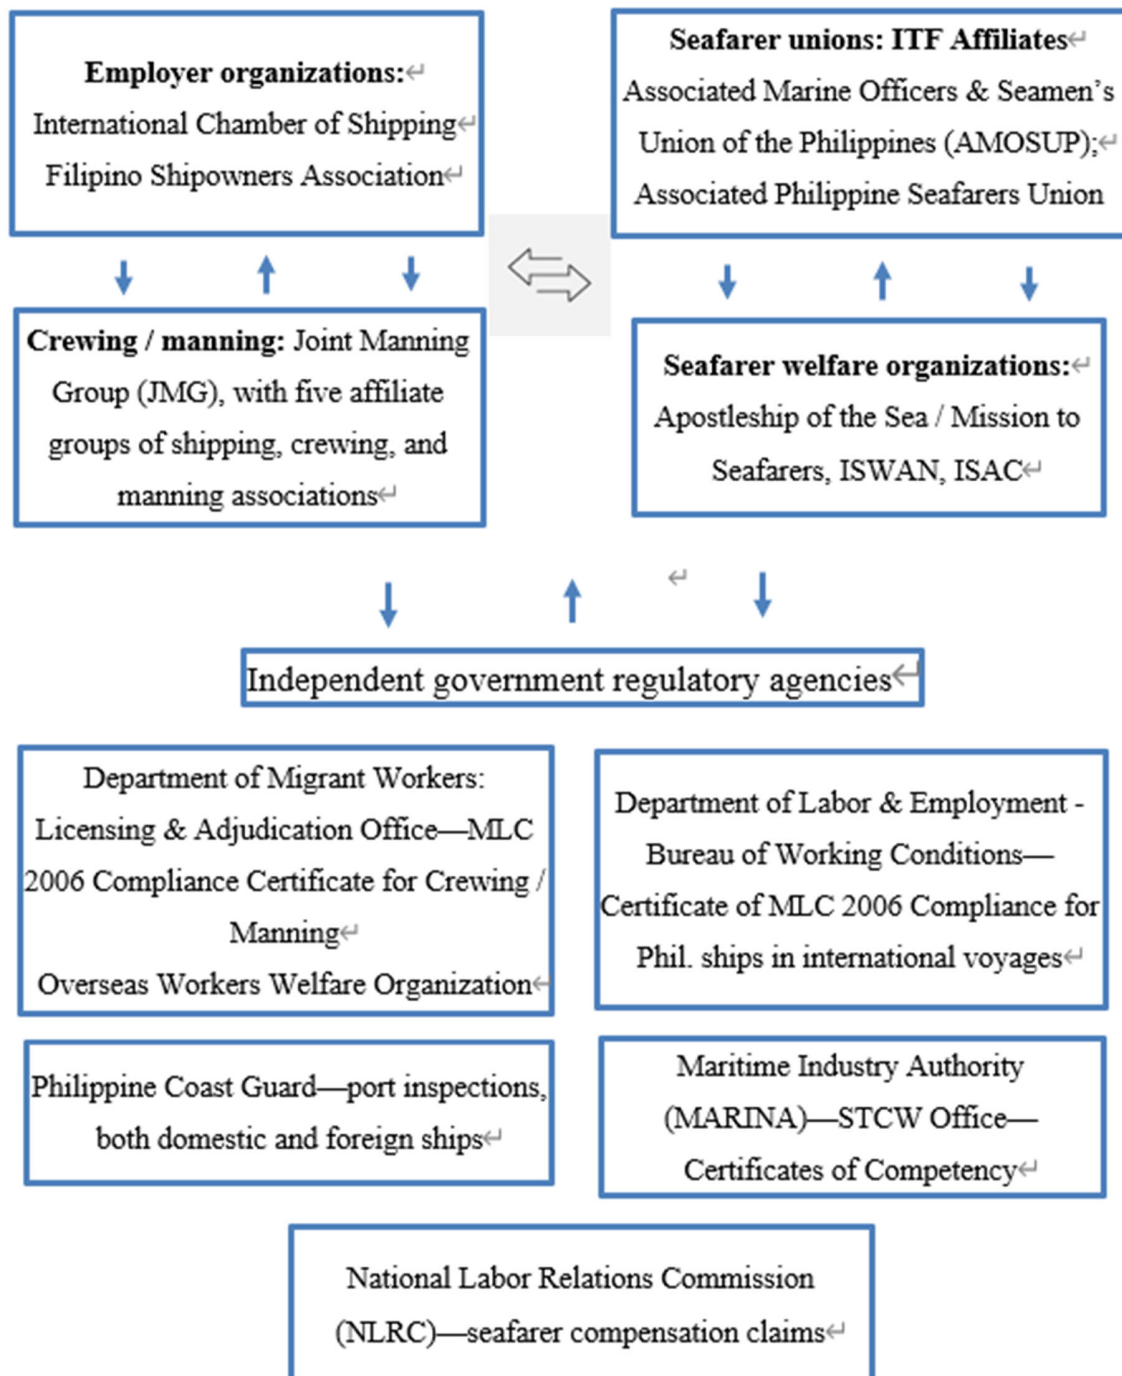 Employer organizations:
International Chamber of Shipping
Filipino Shipowners Association
Seafarer unions: ITF Affiliates
Associated Marine Officers & Seamen's
Union of the Philippines (AMOSUP);
Associated Philippine Seafarers Union
Crewing / manning: Joint Manning
Group (JMG), with five affiliate
groups of shipping, crewing, and
manning associations
Seafarer welfare organizations:
Apostleship of the Sea / Mission to
Seafarers, ISWAN, ISAC
Independent government regulatory agencies
Department of Migrant Workers:
Licensing & Adjudication Office—MLC
2006 Compliance Certificate for Crewing /
Manning
Overseas Workers Welfare Organization
Department of Labor & Employment -
Bureau of Working Conditions—
Certificate of MLC 2006 Compliance for
Phil. ships in international voyages
Philippine Coast Guard—port inspections,
both domestic and foreign ships
Maritime Industry Authority
(MARINA)—STCW Office—
Certificates of Competency
National Labor Relations Commission
(NLRC)—seafarer compensation claims